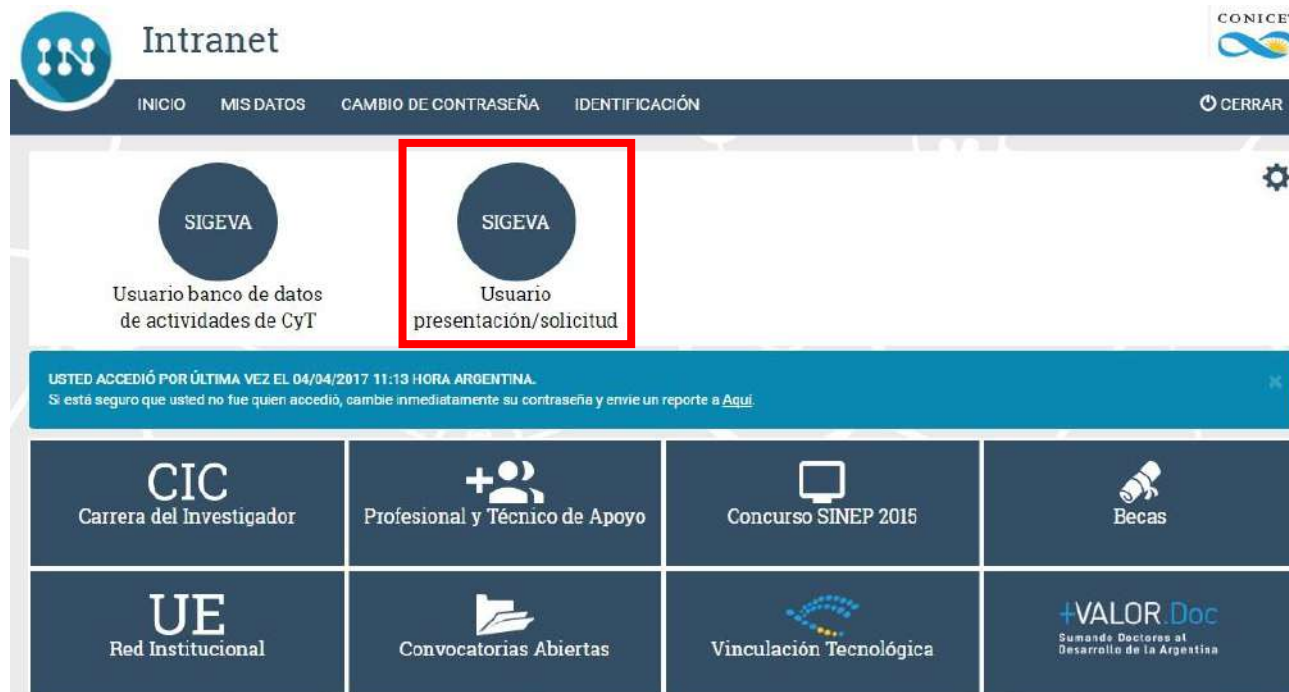 IN
Intranet
CONICET
INICIO MIS DATOS CAMBIO DE CONTRASEÑA IDENTIFICACIÓN CERRAR
SIGEVA SIGEVA
Usuario banco de datos
de actividades de CyT
Usuario
presentación/solicitud
USTED ACCEDIÓ POR ÚLTIMA VEZ EL 04/04/2017 11:13 HORA ARGENTINA.
Si está seguro que usted no fue quien accedió, cambie inmediatamente su contraseña y envie un reporte a Aquí.
CIC
Carrera del Investigador
Profesional y Técnico de Apoyo
Concurso SINEP 2015
Becas
UE
Red Institucional
Convocatorias Abiertas
Vinculación Tecnológica
+VALOR.Doc
Sumando Doctores al
Desarrollo de la Argentina